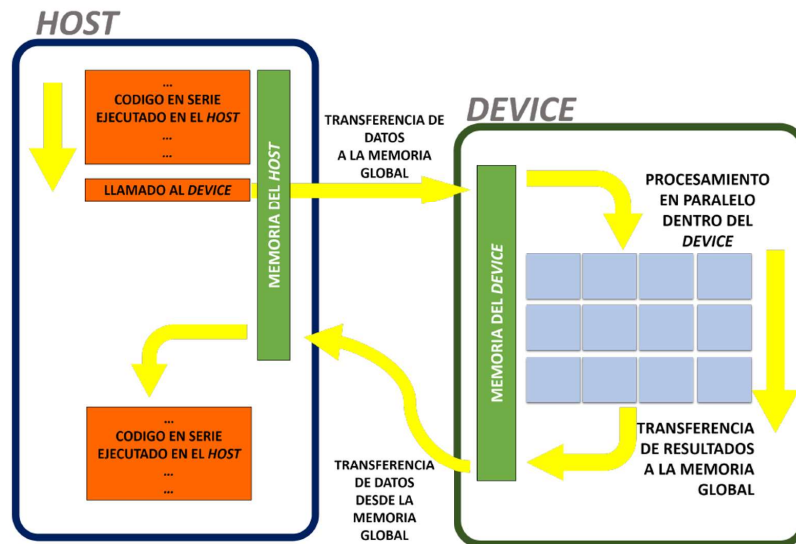 HOST
...
CODIGO EN SERIE
EJECUTADO EN EL HOST
...
...
LLAMADO AL DEVICE
MEMORIA DEL HOST
TRANSFERENCIA DE
DATOS
A LA MEMORIA
GLOBAL
DEVICE
MEMORIA DEL DEVICE
PROCESAMIENTO
EN PARALELO
DENTRO DEL
DEVICE
TRANSFERENCIA
DE RESULTADOS
A LA MEMORIA
GLOBAL
TRANSFERENCIA
DE DATOS
DESDE LA
MEMORIA
GLOBAL
...
CODIGO EN SERIE
EJECUTADO EN EL HOST
...
...